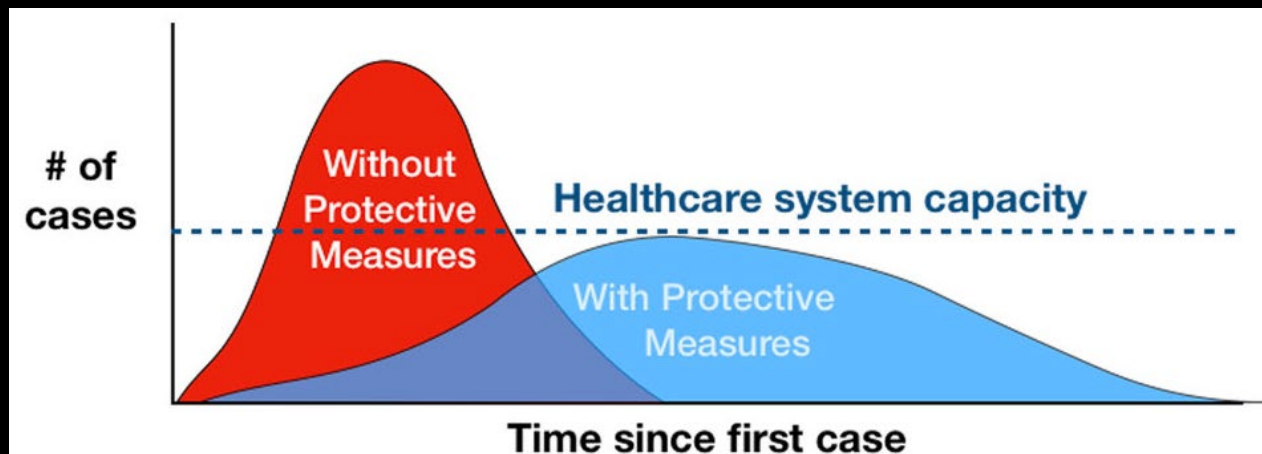 # of
cases
Without
Protective
Measures
Healthcare system capacity
With Protective
Measures
Time since first case